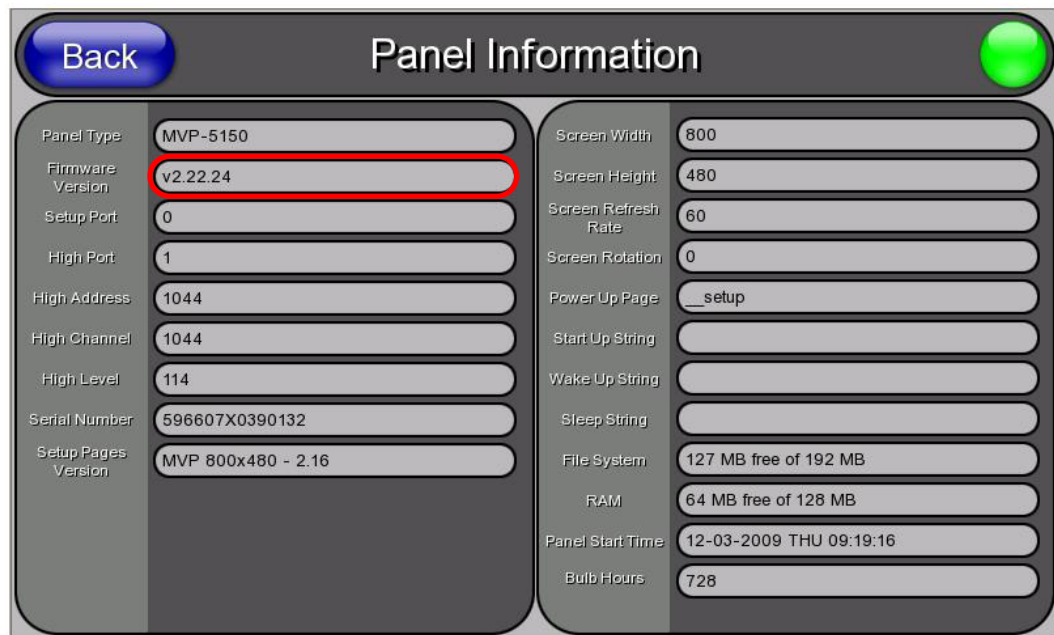 Back
Panel Information
Panel Type
MVP-5150
Firmware
Version
v2.22.24
Setup Port
0
High Port
1
High Address
1044
High Channel
1044
High Level
114
Serial Number
596607X0390132
Setup Pages
Version
MVP 800x480 - 2.16
Screen Width
800
Screen Height
480
Screen Refresh
Rate
60
Screen Rotation
0
Power Up Page
__setup
Start Up String
Wake Up String
Sleep String
File System
127 MB free of 192 MB
RAM
64 MB free of 128 MB
Panel Start Time
12-03-2009 THU 09:19:16
Bulb Hours
728